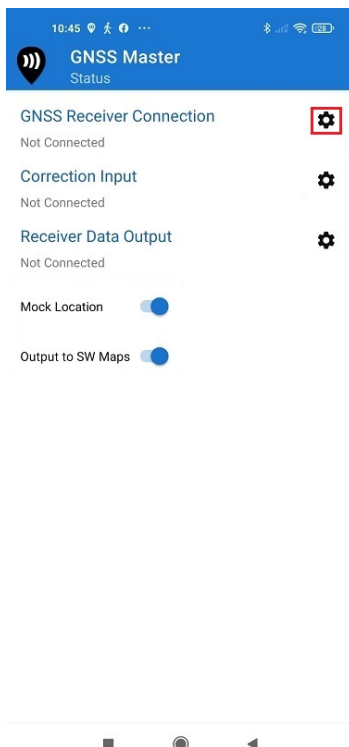 10:45
28
GNSS Master
Status
GNSS Receiver Connection
Not Connected
Correction Input
Not Connected
Receiver Data Output
Not Connected
Mock Location
Output to SW Maps